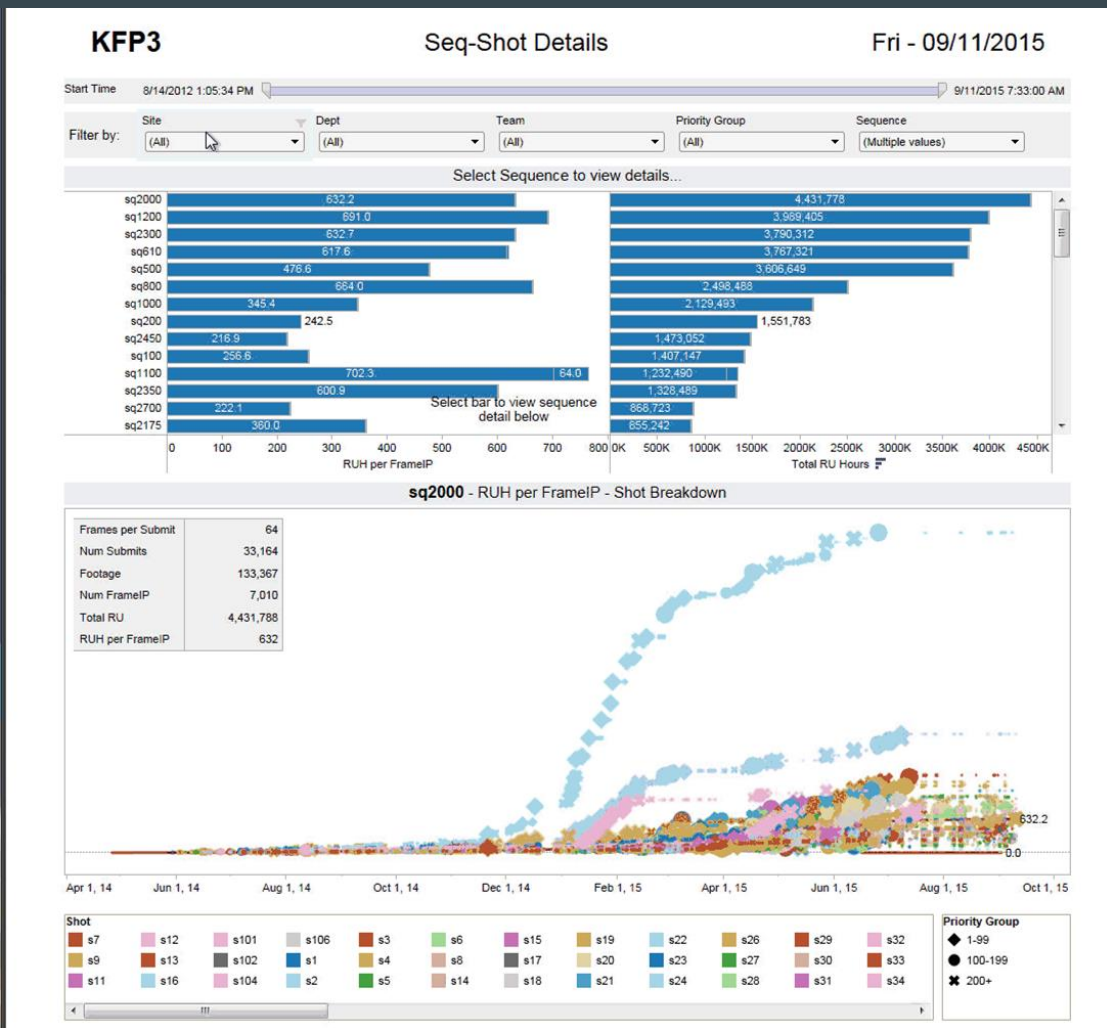 KFP3 Seq-Shot Details Fri - 09/11/2015
Start Time 8/14/2012 1:05:34 PM 9/11/2015 7:33:00 AM
Site Dept Team Priority Group Sequence
Filter by: (All) (All) (All) (All) (Multiple values)
Select Sequence to view details...
sq2000 632.2 4,431,778
sq1200 691.0 3,989,405
sq2300 632.7 3,790,312
sq610 617.6 3,767,321
sq500 476.6 3,606,649
sq800 664.0 2,498,488
sq1000 345.4 2,129,493
sq200 242.5 1,551,783
sq2450 216.9 1,473,052
sq100 256.6 1,407,147
sq1100 702.3 64.0 1,232,490
sq2350 600.9 1,328,489
Select bar to view sequence
sq2700 222.1 868,723
detail below
sq2175 360.0 855,242
0 100 200 300 400 500 600 700 800 0K 500K 1000K 1500K 2000K 2500K 3000K 3500K 4000K 4500K
RUH per FrameIP Total RU Hours
sq2000 - RUH per FrameIP - Shot Breakdown
Frames per Submit 64
Num Submits 33,164
Footage 133,367
Num FrameIP 7,010
Total RU 4,431,788
RUH per FrameIP 632
632.2
0.0
Apr 1, 14 Jun 1, 14 Aug 1, 14 Oct 1, 14 Dec 1, 14 Feb 1, 15 Apr 1, 15 Jun 1, 15 Aug 1, 15 Oct 1, 15
Shot Priority Group
s7 s12 s101 s106 s3 s6 s15 s19 s22 s26 s29 s32 1-99
s9 s13 s102 s1 s4 s8 s17 s20 s23 s27 s30 s33 100-199
s11 s16 s104 s2 s5 s14 s18 s21 s24 s28 s31 s34 200+